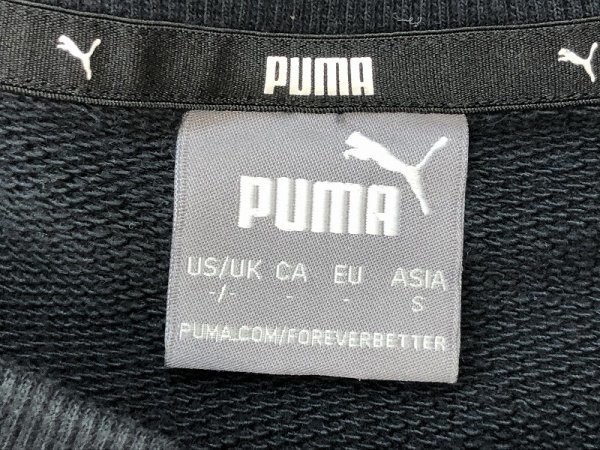 PUMA
PUMA
US/UK CA EU ASIA
-/- - - S
PUMA.COM/FOREVERBETTER